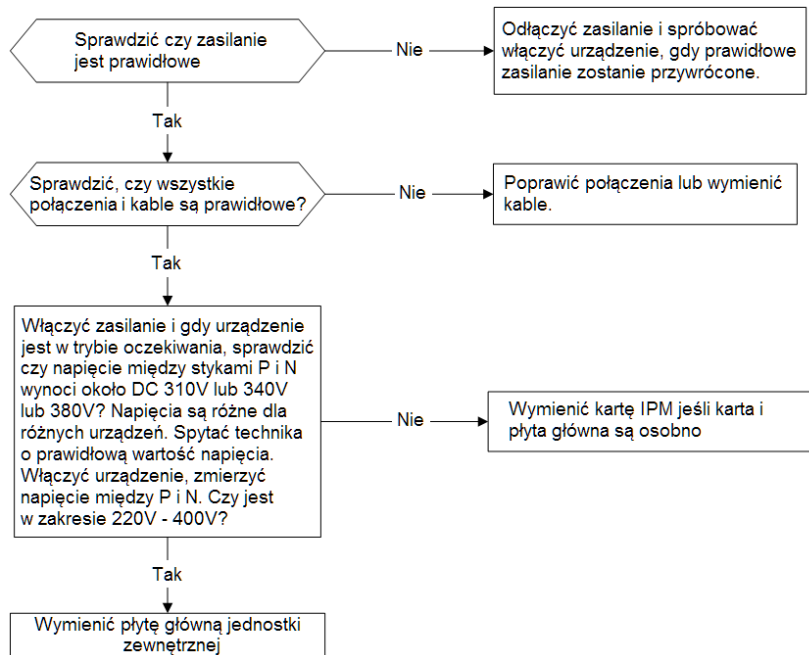 Sprawdzić czy zasilanie
jest prawidłowe
Nie
Odłączyć zasilanie i spróbować
włączyć urządzenie, gdy prawidłowe
zasilanie zostanie przywrócone.
Tak
Sprawdzić, czy wszystkie
połączenia i kable są prawidłowe?
Nie
Poprawić połączenia lub wymienić
kable.
Tak
Włączyć zasilanie i gdy urządzenie
jest w trybie oczekiwania, sprawdzić
czy napięcie między stykami P i N
wynoci około DC 310V lub 340V
lub 380V? Napięcia są różne dla
różnych urządzeń. Spytać technika
o prawidłową wartość napięcia.
Włączyć urządzenie, zmierzyć
napięcie między P i N. Czy jest
w zakresie 220V - 400V?
Nie
Wymienić kartę IPM jeśli karta i
płyta główna są osobno
Tak
Wymienić płytę główną jednostki
zewnętrznej